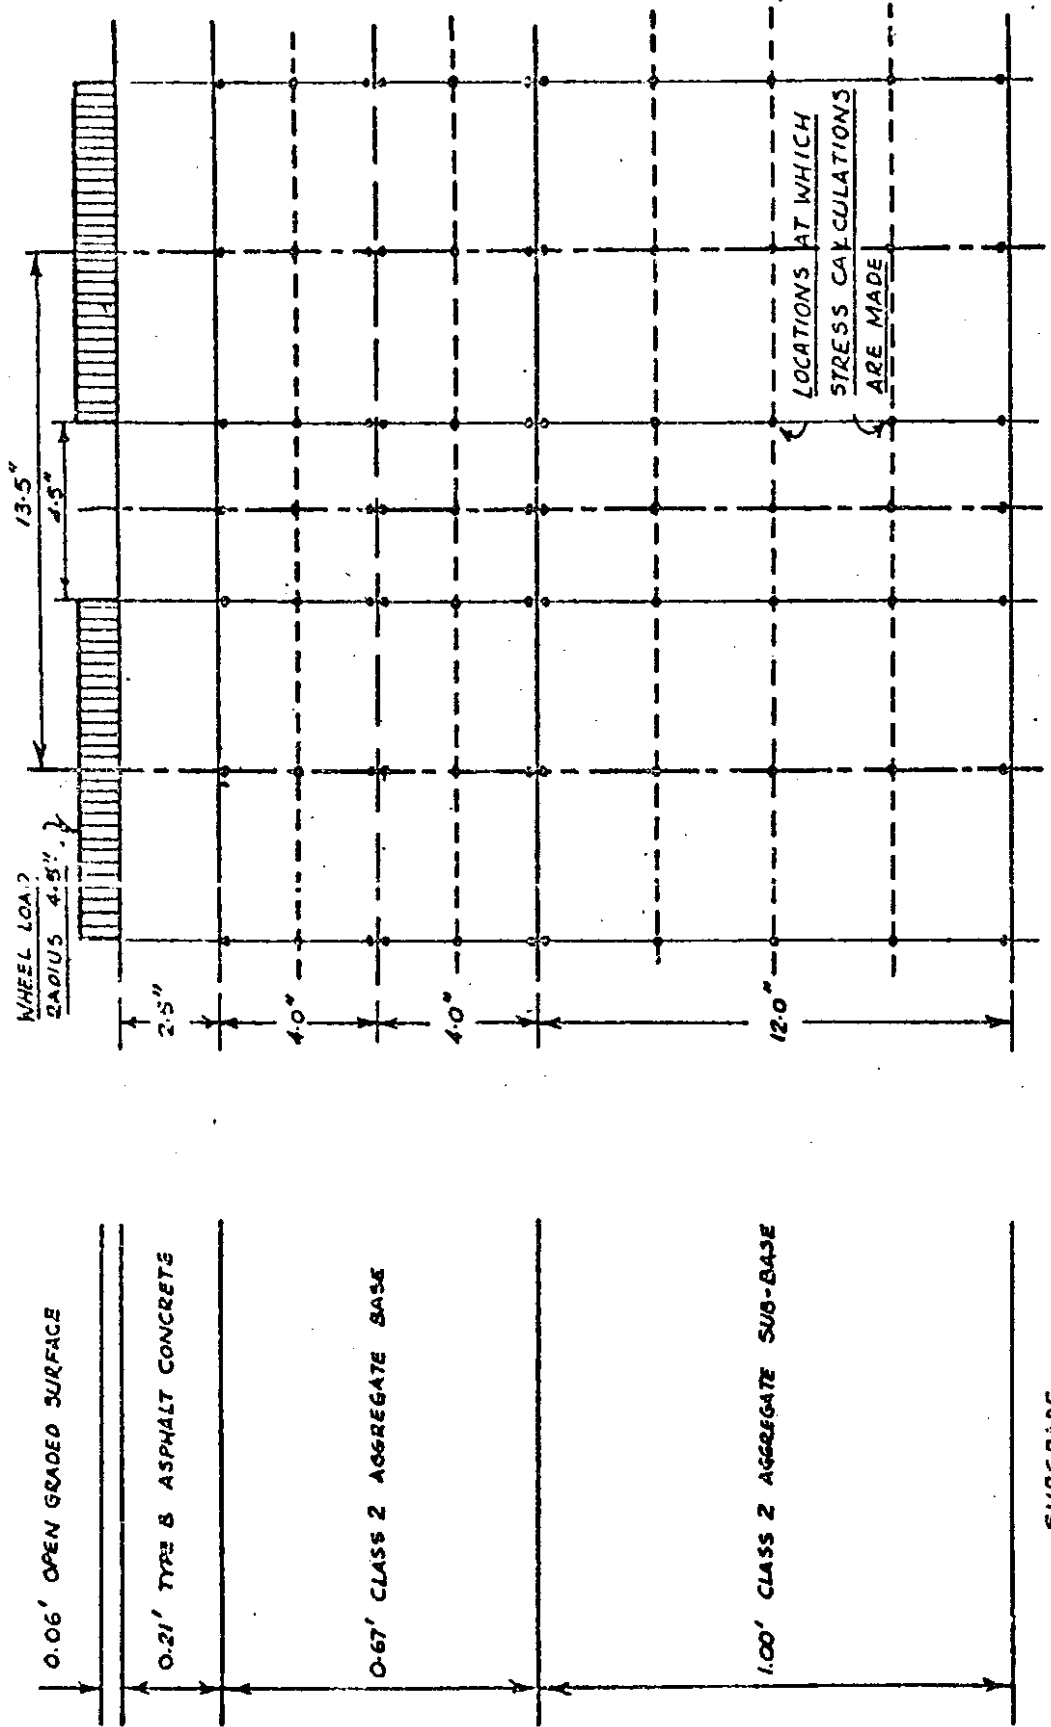 0.06' OPEN GRADED SURFACE
0.21' TYPE B ASPHALT CONCRETE
0.67' CLASS 2 AGGREGATE BASE
1.00' CLASS 2 AGGREGATE SUB-BASE
SUBGRADE
WHEEL LOAD
RADIUS 4.5"
13.5"
4.5"
2.5"
4.0"
4.0"
12.0"
LOCATIONS AT WHICH
STRESS CALCULATIONS
ARE MADE